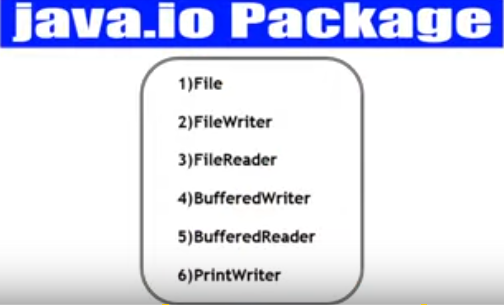 java.io Package
1)File
2)FileWriter
3)FileReader
4)BufferedWriter
5)BufferedReader
6)PrintWriter